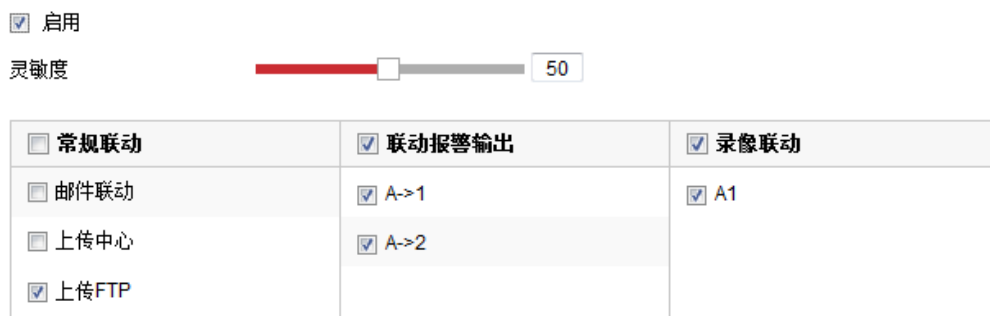 启用
灵敏度 50
常规联动 联动报警输出 录像联动
邮件联动 A->1 A1
上传中心 A->2
上传FTP